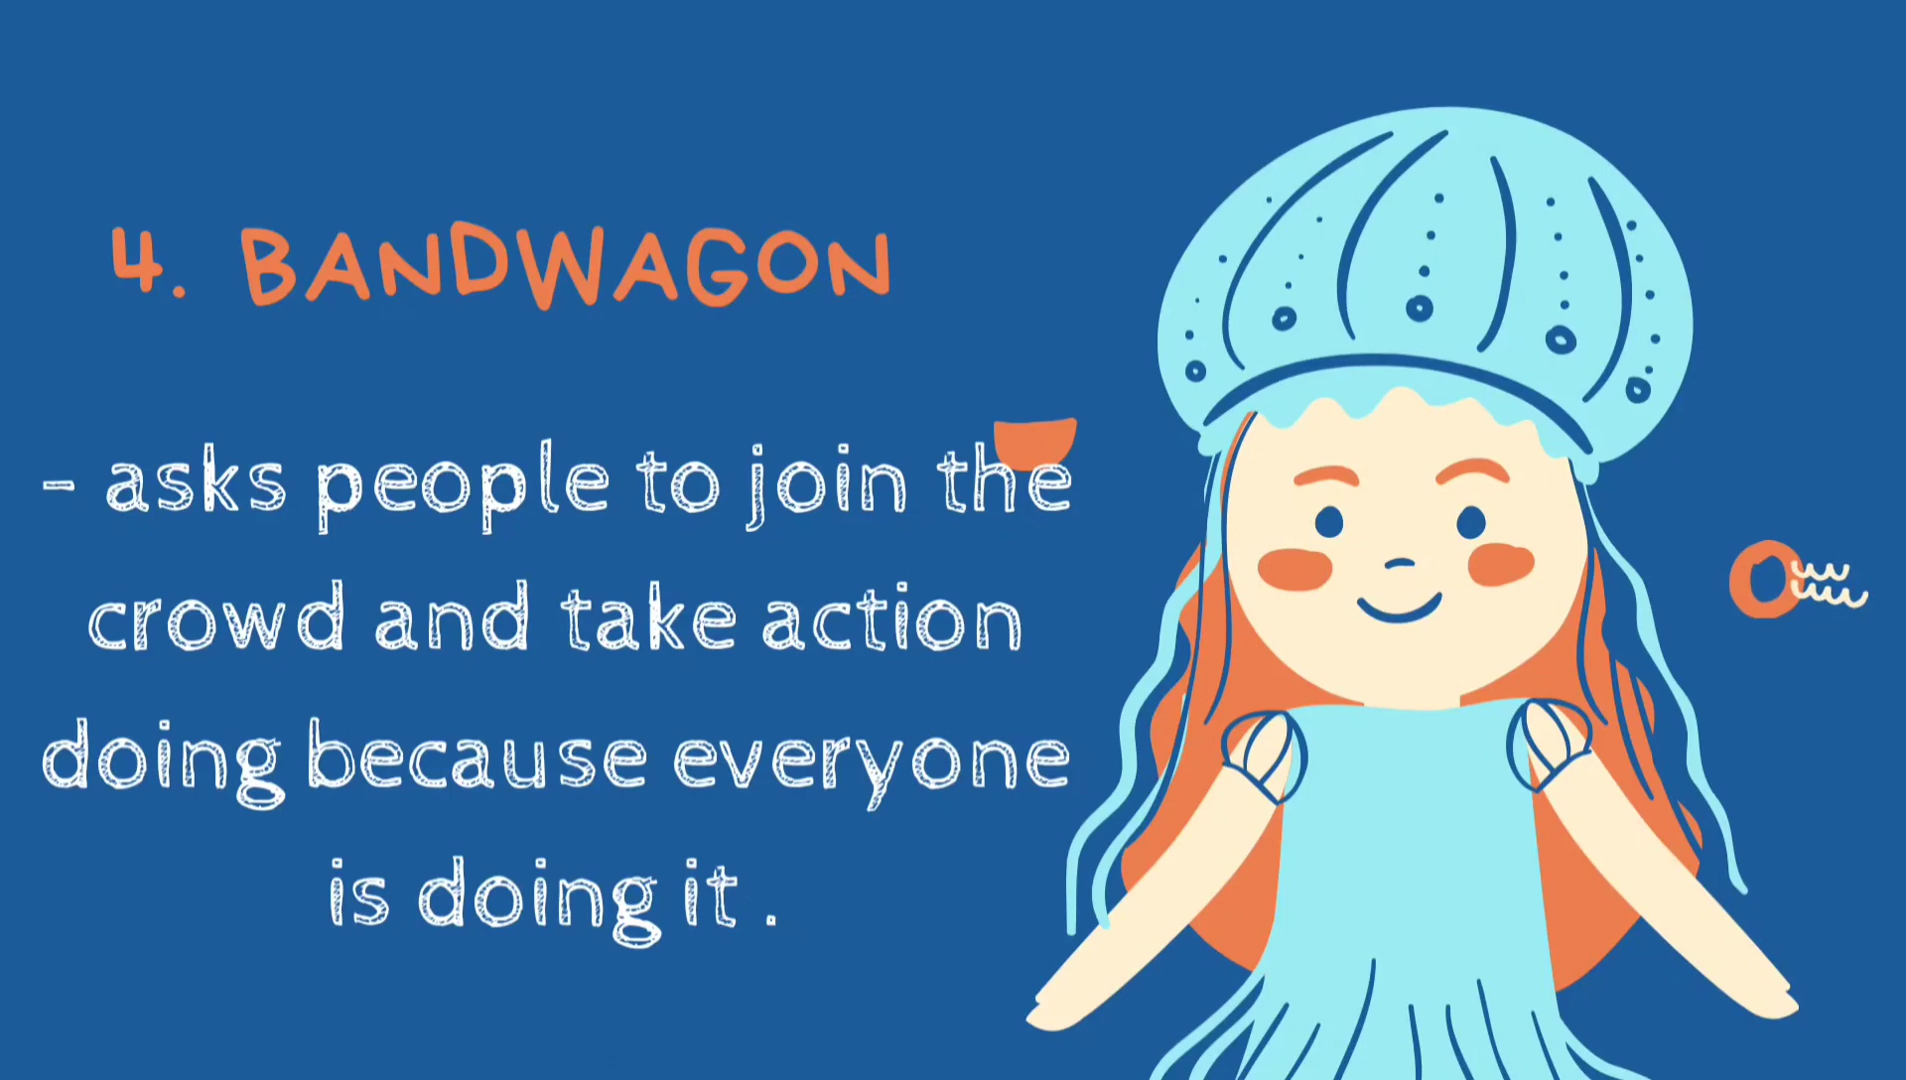 4. BANDWAGON
- asks people to join the
crowd and take action
doing because everyone
is doing it .